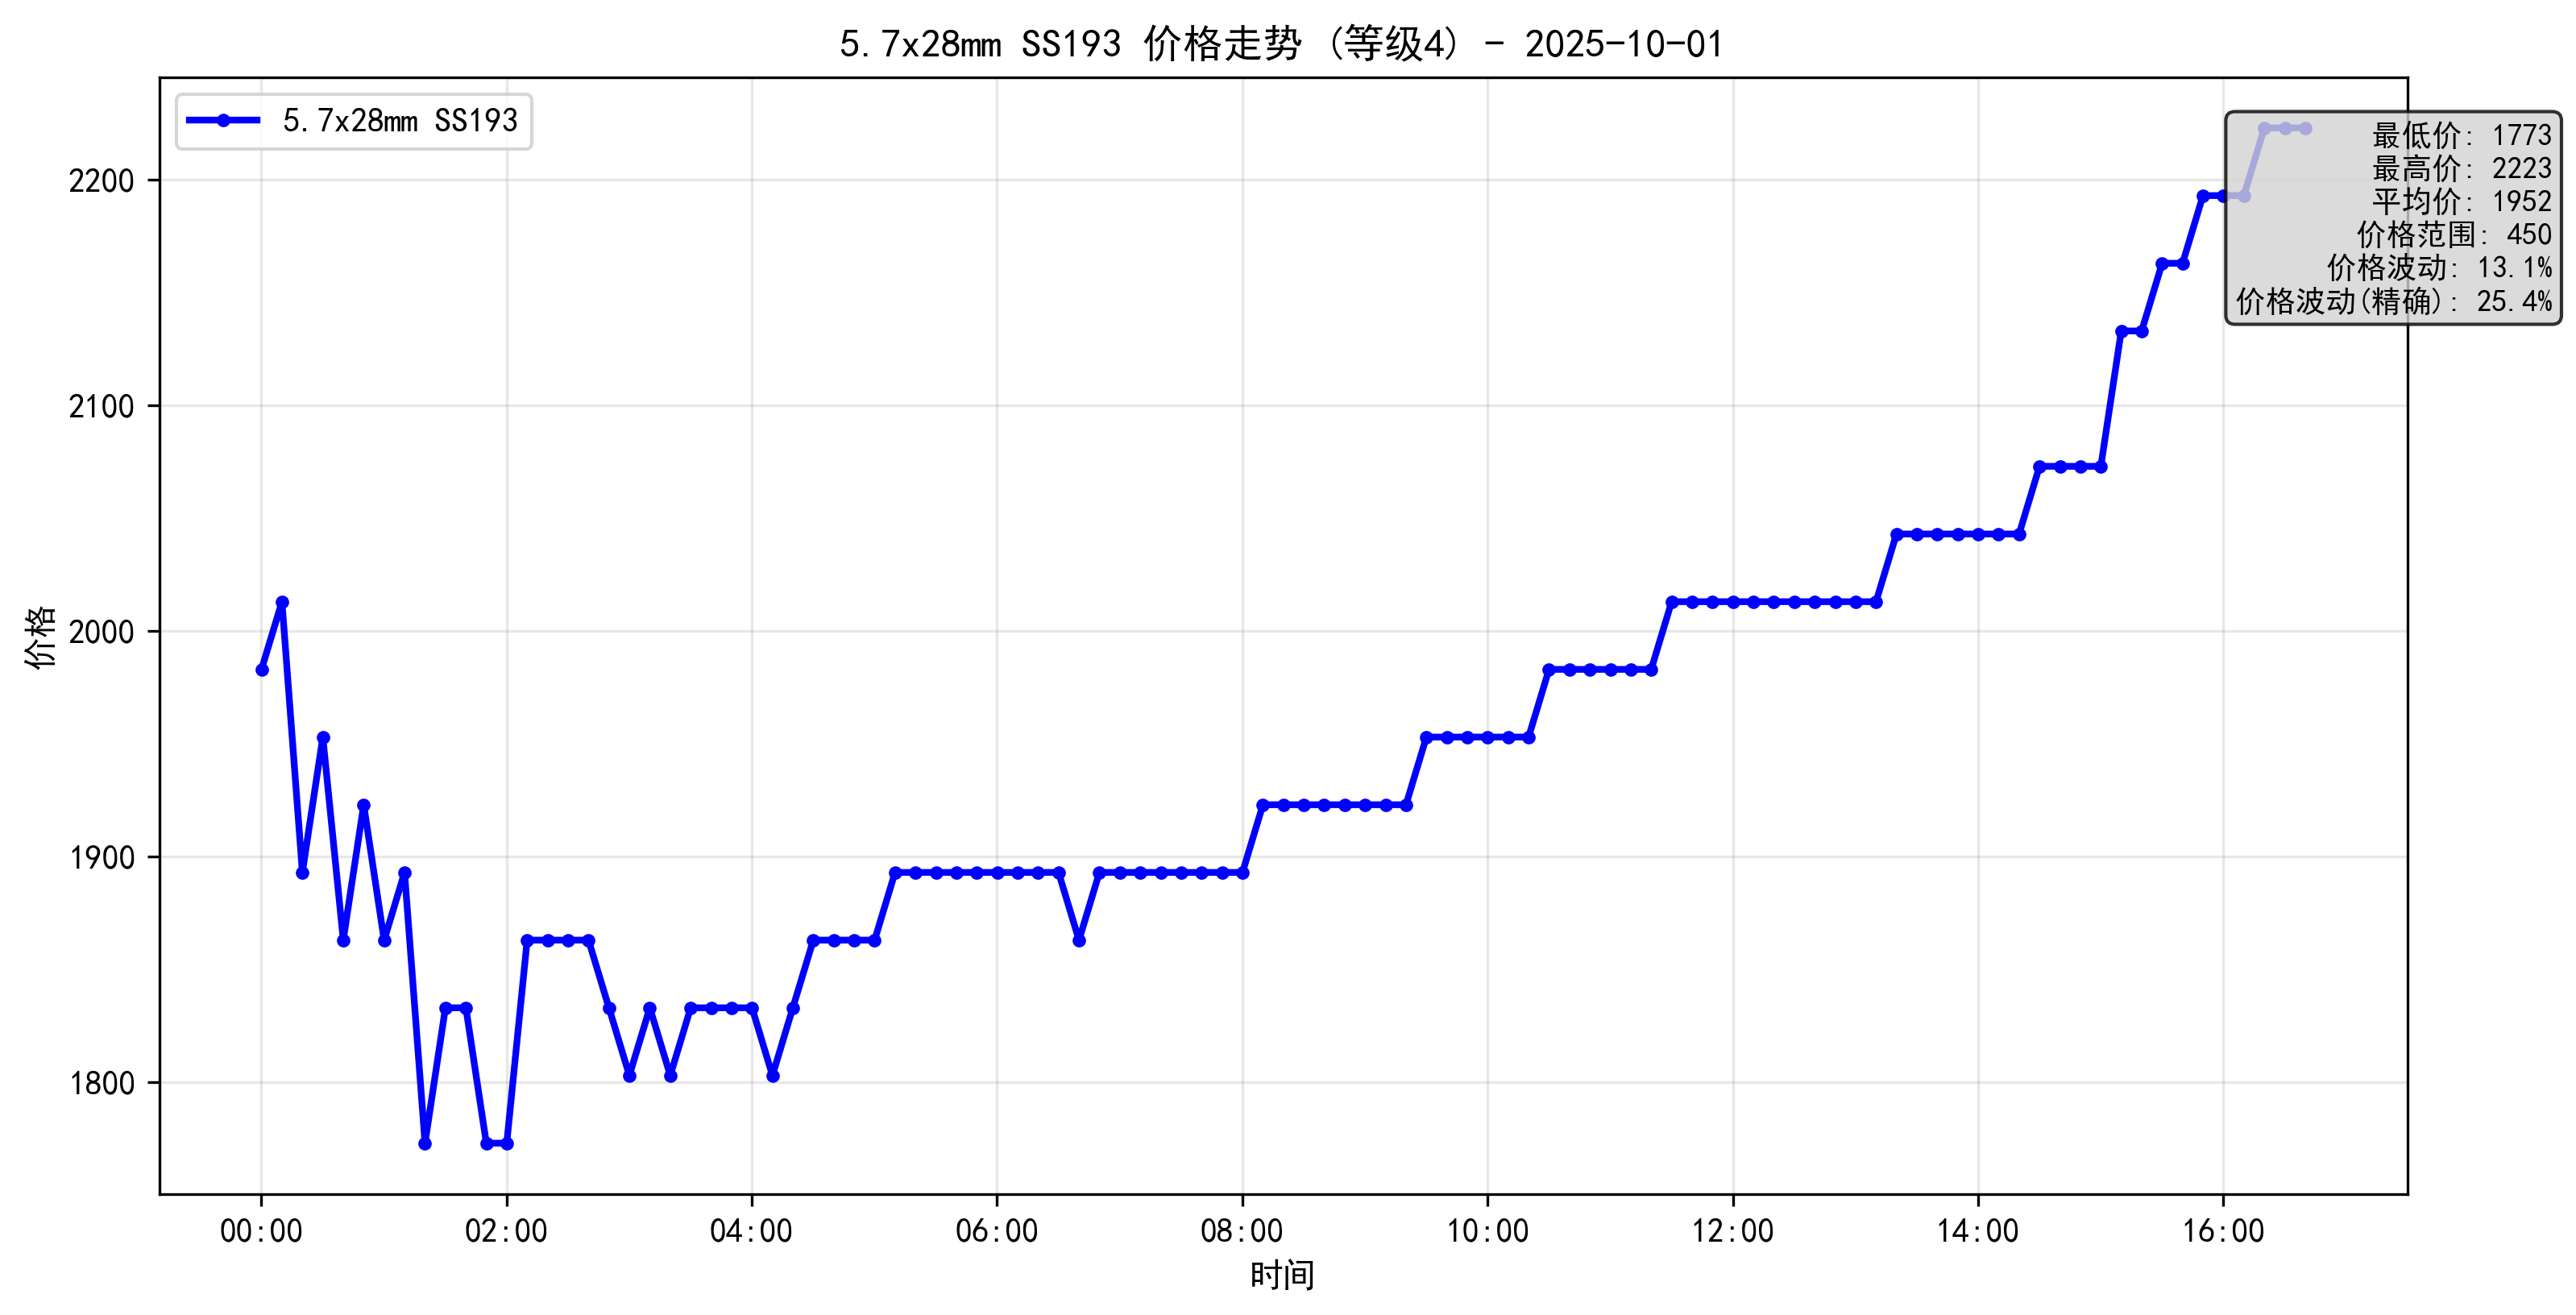 5.7x28mm SS193 价格走势 (等级4) - 2025-10-01
5.7x28mm SS193
最低价: 1773
最高价: 2223
平均价: 1952
价格范围: 450
价格波动: 13.1%
价格波动(精确): 25.4%
价格
2200
2100
2000
1900
1800
00:00 02:00 04:00 06:00 08:00 10:00 12:00 14:00 16:00
时间